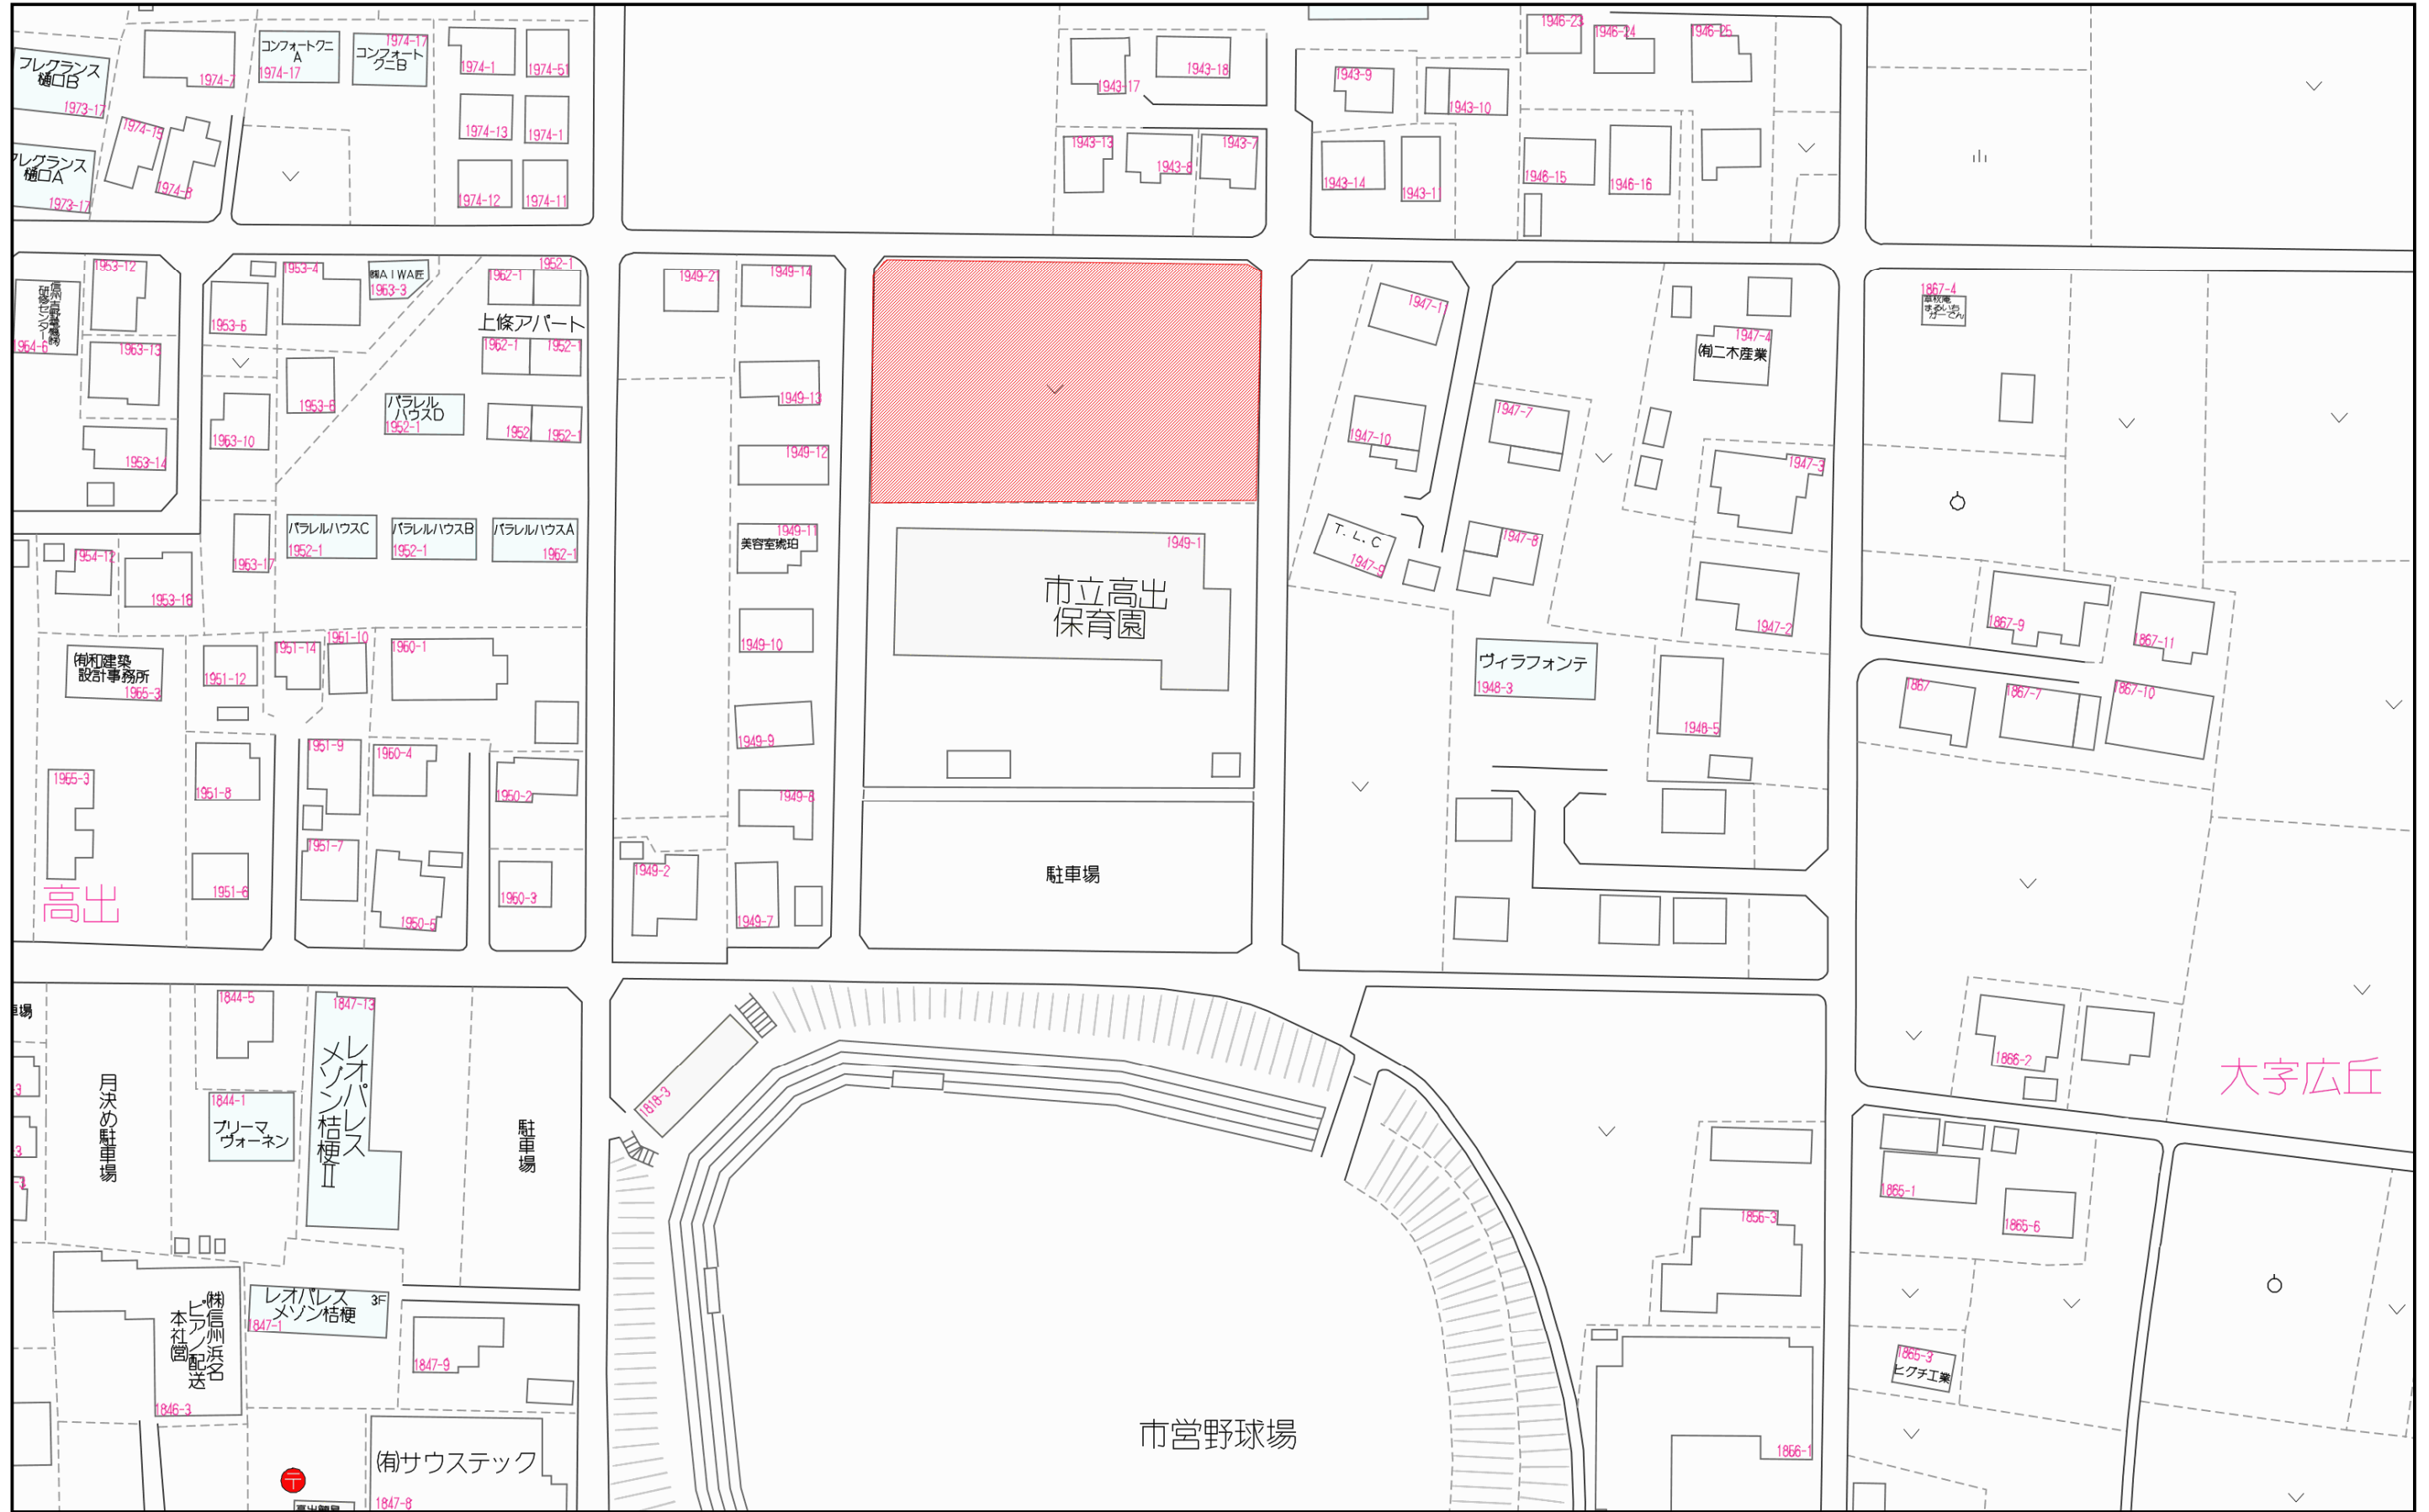 フレグランス
樋口B
1973-17
1974-7
コンフォートクニ
A
1974-17
1974-17
コンフォート
クニB
1974-1
1974-51
1974-13
1974-1
1974-12
1974-11
1974-15
1974-8
フレグランス
樋口A
1973-17
1943-17
1943-18
1943-13
1943-8
1943-7
1943-9
1943-10
1943-14
1943-11
1946-23
1946-24
1946-25
1946-15
1946-16
1953-12
1964-6
1953-13
1953-14
1953-4
㈱AIWA匠
1963-3
1953-5
1953-6
1963-10
1962-1
1952-1
上條アパート
1962-1
1952-1
パラレル
ハウスD
1952-1
1952
1952-1
パラレルハウスC
1952-1
パラレルハウスB
1952-1
パラレルハウスA
1962-1
1963-17
1954-12
1953-16
1949-21
1949-14
1949-13
1949-12
1949-11
美容室琥珀
1949-10
1949-9
1949-8
1949-2
1949-7
1949-1
市立高出
保育園
駐車場
1947-11
1947-10
1947-7
1947-4
㈲二木産業
1947-3
T.L.C
1947-9
1947-8
1947-2
ヴィラフォンテ
1948-3
1948-5
1867-4
1867-9
1867-11
1867
1867-7
1867-10
㈲和建築
設計事務所
1955-3
1951-12
1951-14
1951-10
1950-1
1955-3
1951-8
1951-9
1950-4
1950-2
1951-6
1951-7
1950-5
1950-3
高出
1844-5
1847-13
レオパレス
メゾン桔梗Ⅱ
月決め駐車場
1844-1
プリーマ
ヴォーネン
駐車場
1818-3
1866-2
大字広丘
1865-1
1865-6
1856-3
㈱信州浜名
ピアノ配送
本社営
1846-3
レオパレス 3F
メゾン桔梗
1847-1
1847-9
㈲サウステック
1847-8
市営野球場
1856-1
1865-3
ヒグチ工業